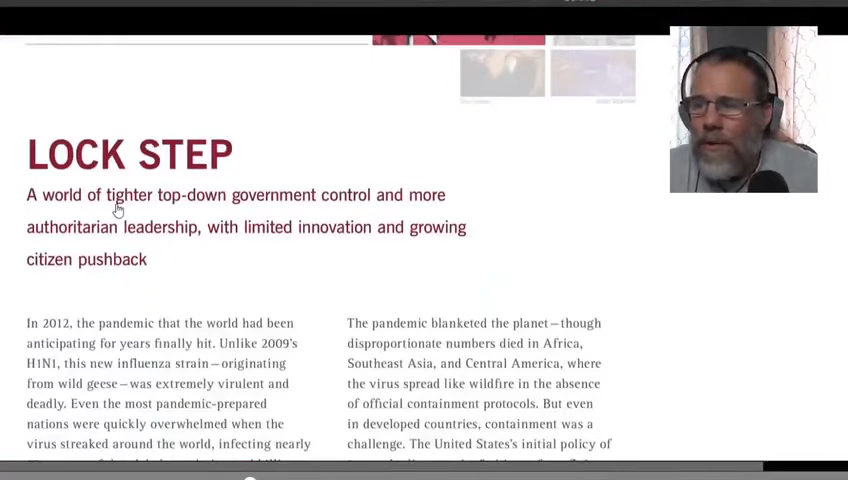 LOCK STEP
A world of tighter top-down government control and more
authoritarian leadership, with limited innovation and growing
citizen pushback
In 2012, the pandemic that the world had been
anticipating for years finally hit. Unlike 2009's
H1N1, this new influenza strain—originating
from wild geese—was extremely virulent and
deadly. Even the most pandemic-prepared
nations were quickly overwhelmed when the
virus streaked around the world, infecting nearly
The pandemic blanketed the planet—though
disproportionate numbers died in Africa,
Southeast Asia, and Central America, where
the virus spread like wildfire in the absence
of official containment protocols. But even
in developed countries, containment was a
challenge. The United States's initial policy of